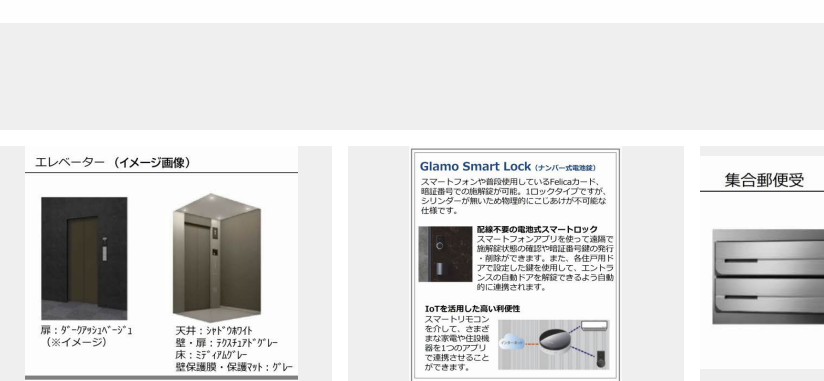 エレベーター（イメージ画像）
扉：ﾀﾞｰｸｱｯｼｭﾍﾞｰｼﾞｭ
（※イメージ）
天井：ｼｬﾄﾞｳﾎﾜｲﾄ
壁・扉：ﾃｸｽﾁｭｱﾄﾞｸﾞﾚｰ
床：ﾐﾃﾞｨｱﾑｸﾞﾚｰ
壁保護膜・保護ﾏｯﾄ：ｸﾞﾚｰ
Glamo Smart Lock（ナンバー式電池錠）
スマートフォンや普段使用しているFelicaカード、
暗証番号での施解錠が可能。1ロックタイプですが、
シリンダーが無いため物理的にこじあけが不可能な
仕様です。
配線不要の電池式スマートロック
スマートフォンアプリを使って遠隔で
施解錠状態の確認や暗証番号鍵の発行
・削除ができます。また、各住戸用ド
アで設定した鍵を使用して、エントラ
ンスの自動ドアを解錠できるよう自動
的に連携されます。
IoTを活用した高い利便性
スマートリモコン
を介して、さまざ
まな家電や住設機
器を1つのアプリ
で連携させること
ができます。
インターネット
集合郵便受